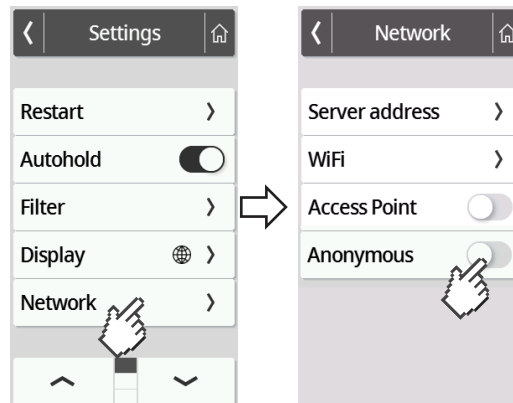 Settings
Restart
Autohold
Filter
Display
Network
Network
Server address
WiFi
Access Point
Anonymous